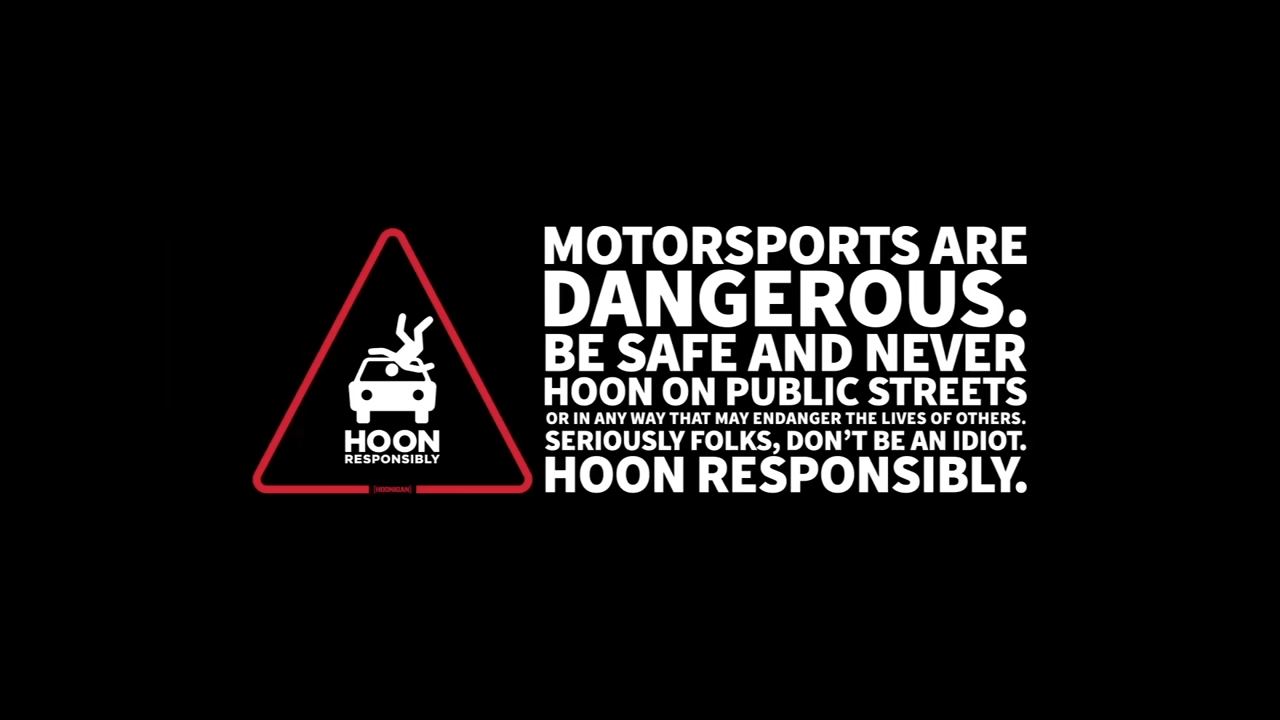 HOON
RESPONSIBLY
[HOONIGAN]
MOTORSPORTS ARE
DANGEROUS.
BE SAFE AND NEVER
HOON ON PUBLIC STREETS
OR IN ANY WAY THAT MAY ENDANGER THE LIVES OF OTHERS.
SERIOUSLY FOLKS, DON'T BE AN IDIOT.
HOON RESPONSIBLY.